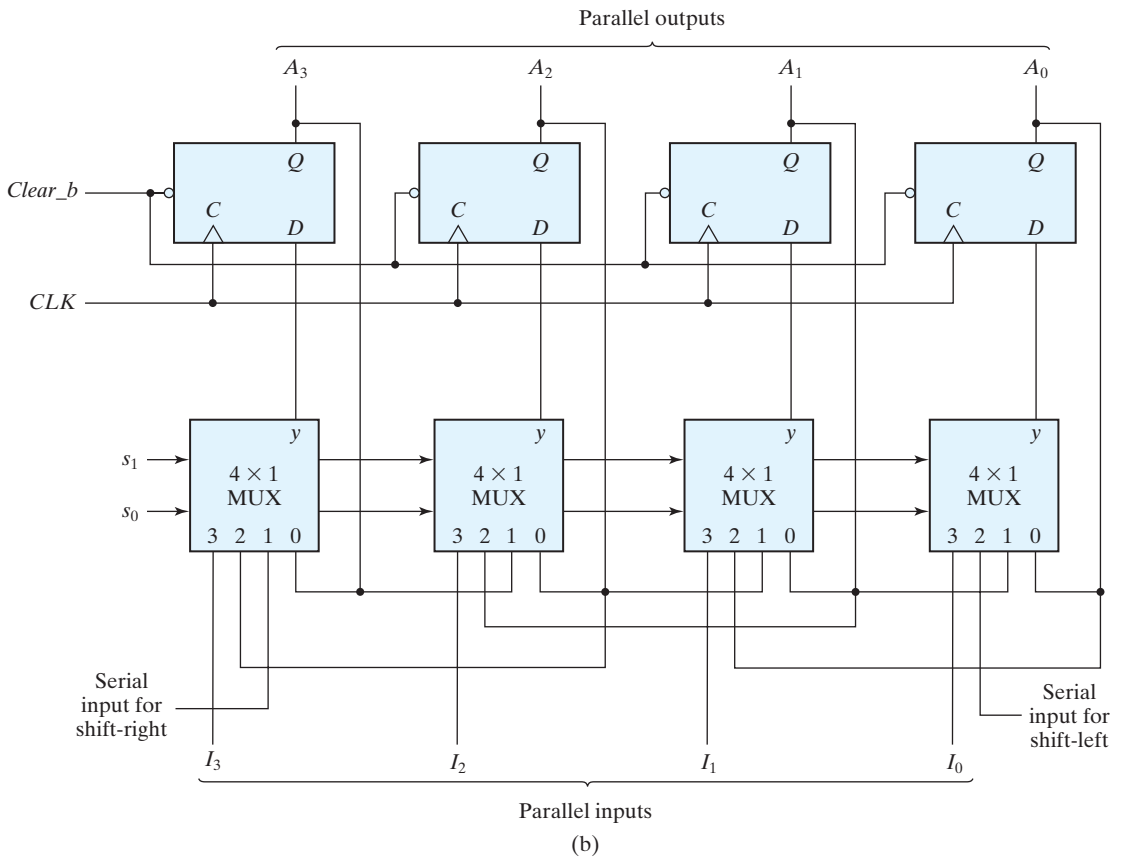 Parallel outputs
A3 A2 A1 A0
Q Q Q Q
Clear_b
C C C C
D D D D
CLK
y y y y
s1
4 × 1 4 × 1 4 × 1 4 × 1
MUX MUX MUX MUX
s0
3 2 1 0 3 2 1 0 3 2 1 0 3 2 1 0
Serial
input for
shift-right
Serial
input for
shift-left
I3 I2 I1 I0
Parallel inputs
(b)